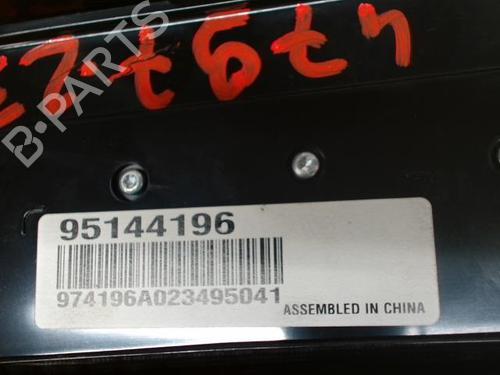 B-PARTS
95144196
974196A023495041
ASSEMBLED IN CHINA